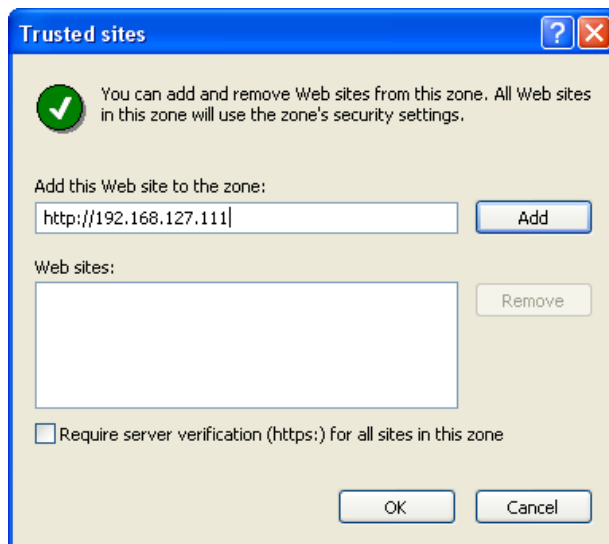 Trusted sites
You can add and remove Web sites from this zone. All Web sites
in this zone will use the zone's security settings.
Add this Web site to the zone:
http://192.168.127.111
Add
Web sites:
Remove
Require server verification (https:) for all sites in this zone
OK
Cancel